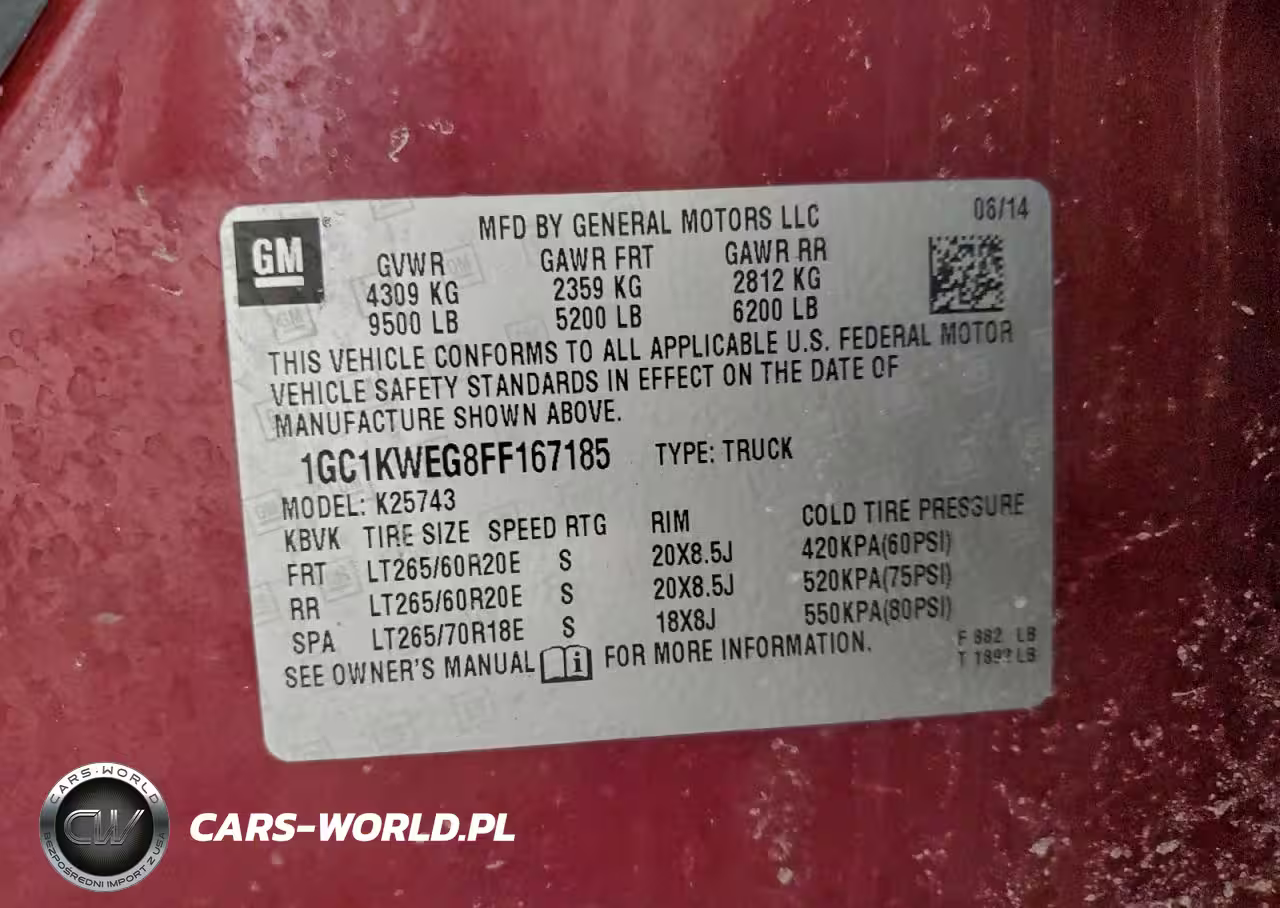 GM
®
MFD BY GENERAL MOTORS LLC
06/14
GVWR GAWR FRT GAWR RR
4309 KG 2359 KG 2812 KG
9500 LB 5200 LB 6200 LB
THIS VEHICLE CONFORMS TO ALL APPLICABLE U.S. FEDERAL MOTOR
VEHICLE SAFETY STANDARDS IN EFFECT ON THE DATE OF
MANUFACTURE SHOWN ABOVE.
1GC1KWEG8FF167185 TYPE: TRUCK
MODEL: K25743
KBVK TIRE SIZE SPEED RTG RIM COLD TIRE PRESSURE
FRT LT265/60R20E S 20X8.5J 420KPA(60PSI)
RR LT265/60R20E S 20X8.5J 520KPA(75PSI)
SPA LT265/70R18E S 18X8J 550KPA(80PSI)
SEE OWNER'S MANUAL FOR MORE INFORMATION.
F 882 LB
T LB
CARS-WORLD
CW
BEZPOŚREDNI IMPORT Z USA
CARS-WORLD.PL